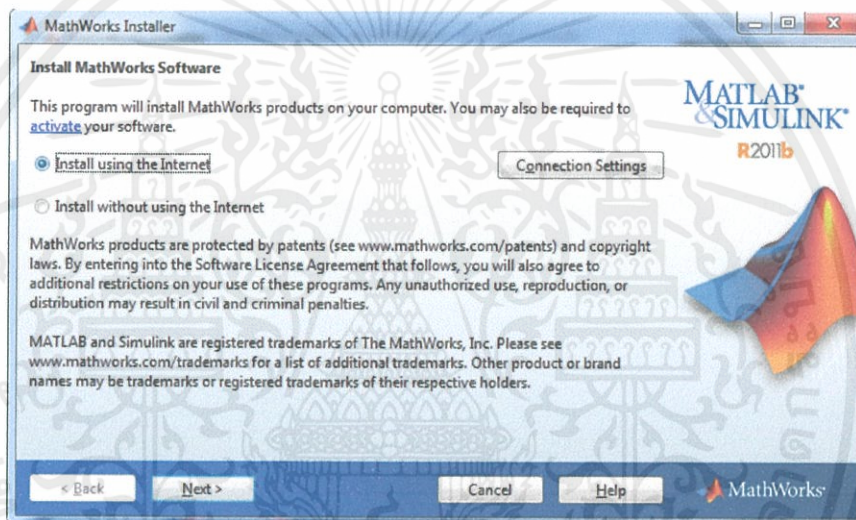 MathWorks Installer
Install MathWorks Software
This program will install MathWorks products on your computer. You may also be required to
activate your software.
Install using the Internet
Connection Settings
Install without using the Internet
MathWorks products are protected by patents (see www.mathworks.com/patents) and copyright
laws. By entering into the Software License Agreement that follows, you will also agree to
additional restrictions on your use of these programs. Any unauthorized use, reproduction, or
distribution may result in civil and criminal penalties.
MATLAB and Simulink are registered trademarks of The MathWorks, Inc. Please see
www.mathworks.com/trademarks for a list of additional trademarks. Other product or brand
names may be trademarks or registered trademarks of their respective holders.
MATLAB®
&SIMULINK®
R2011b
< Back
Next >
Cancel
Help
MathWorks®